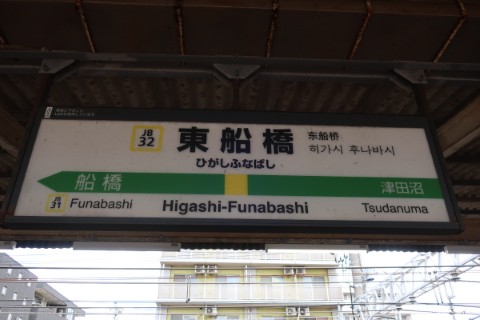 JB
32
東船橋
ひがしふなばし
东船桥
히가시 후나바시
船橋
津田沼
JB
31
Funabashi
Higashi-Funabashi
Tsudanuma